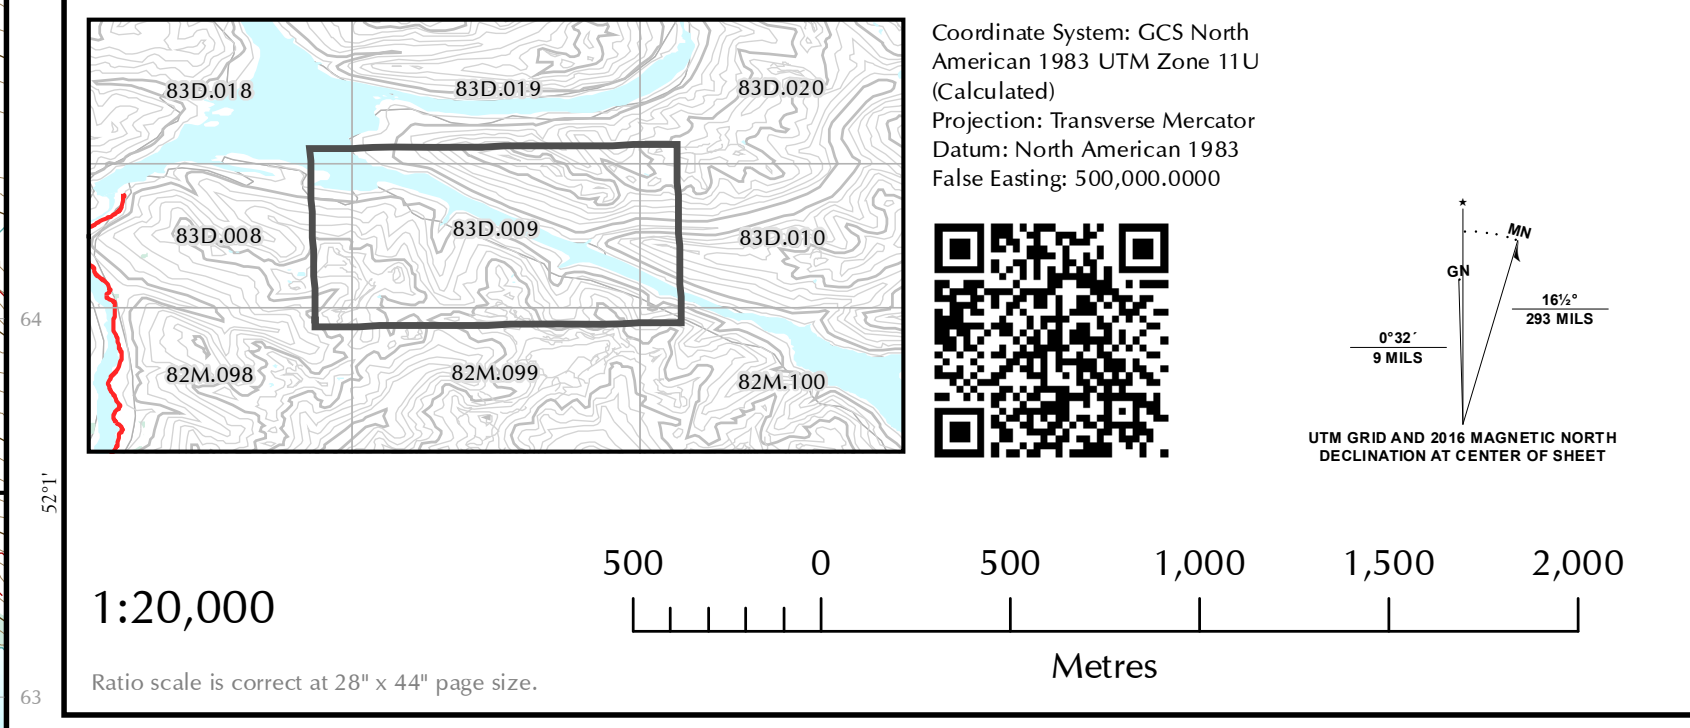 83D.018
83D.019
83D.020
83D.008
83D.009
83D.010
82M.098
82M.099
82M.100
64
52°1'
63
Coordinate System: GCS North
American 1983 UTM Zone 11U
(Calculated)
Projection: Transverse Mercator
Datum: North American 1983
False Easting: 500,000.0000
MN
GN
16½°
293 MILS
0°32´
9 MILS
UTM GRID AND 2016 MAGNETIC NORTH
DECLINATION AT CENTER OF SHEET
500 0 500 1,000 1,500 2,000
1:20,000
Metres
Ratio scale is correct at 28" x 44" page size.